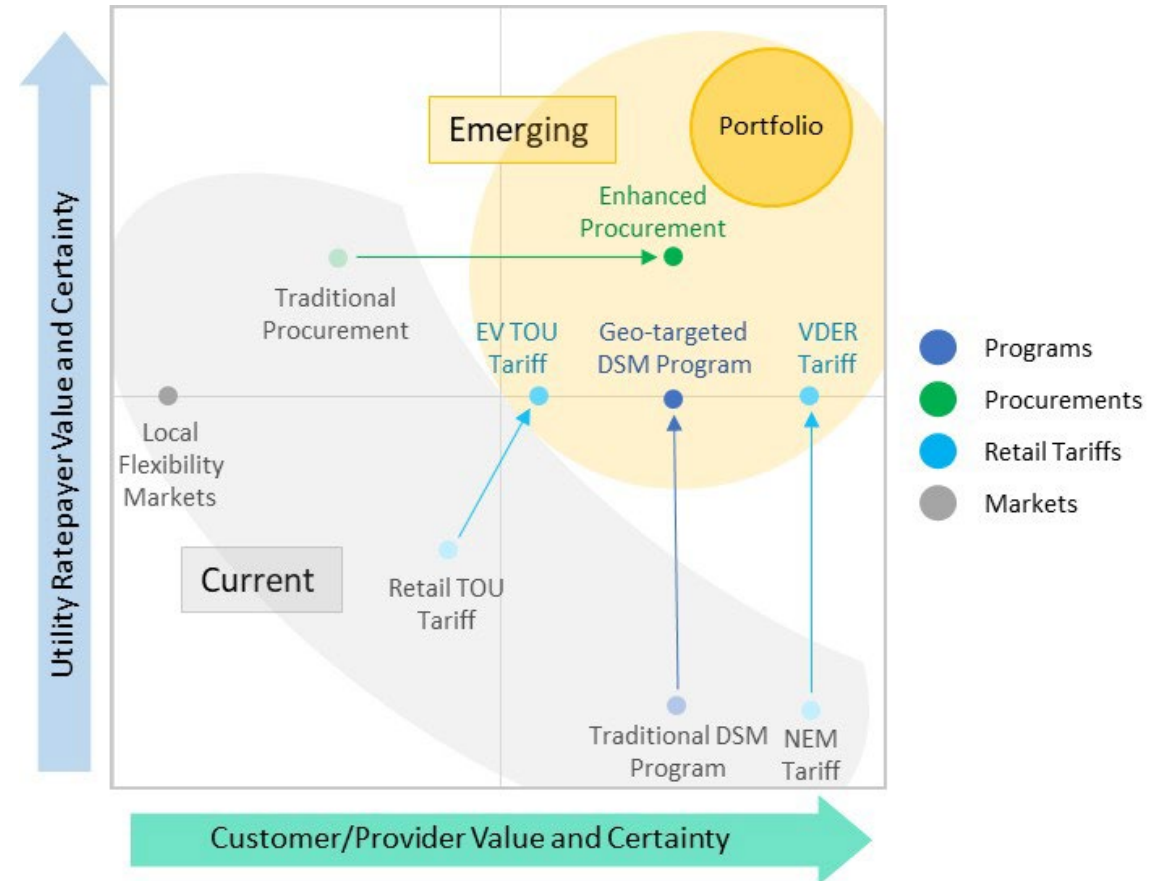 Utility Ratepayer Value and Certainty
Emerging
Portfolio
Enhanced
Procurement
Traditional
Procurement
EV TOU
Tariff
Geo-targeted
DSM Program
VDER
Tariff
Local
Flexibility
Markets
Current
Retail TOU
Tariff
Traditional DSM
Program
NEM
Tariff
Programs
Procurements
Retail Tariffs
Markets
Customer/Provider Value and Certainty